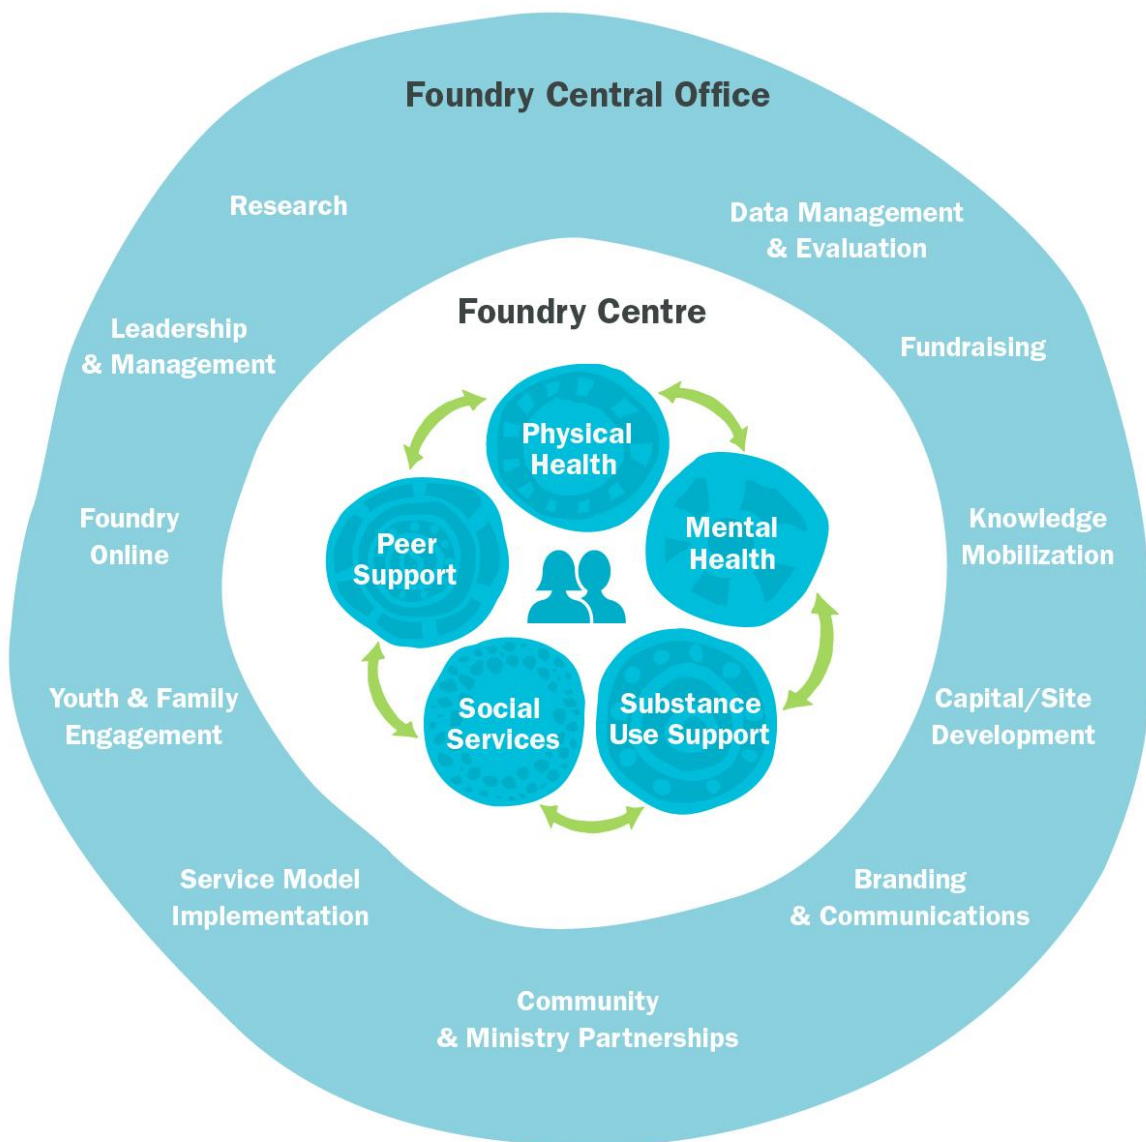 Foundry Central Office
Research
Data Management
& Evaluation
Leadership
& Management
Fundraising
Foundry
Online
Knowledge
Mobilization
Youth & Family
Engagement
Capital/Site
Development
Service Model
Implementation
Branding
& Communications
Community
& Ministry Partnerships
Foundry Centre
Physical
Health
Peer
Support
Mental
Health
Social
Services
Substance
Use Support